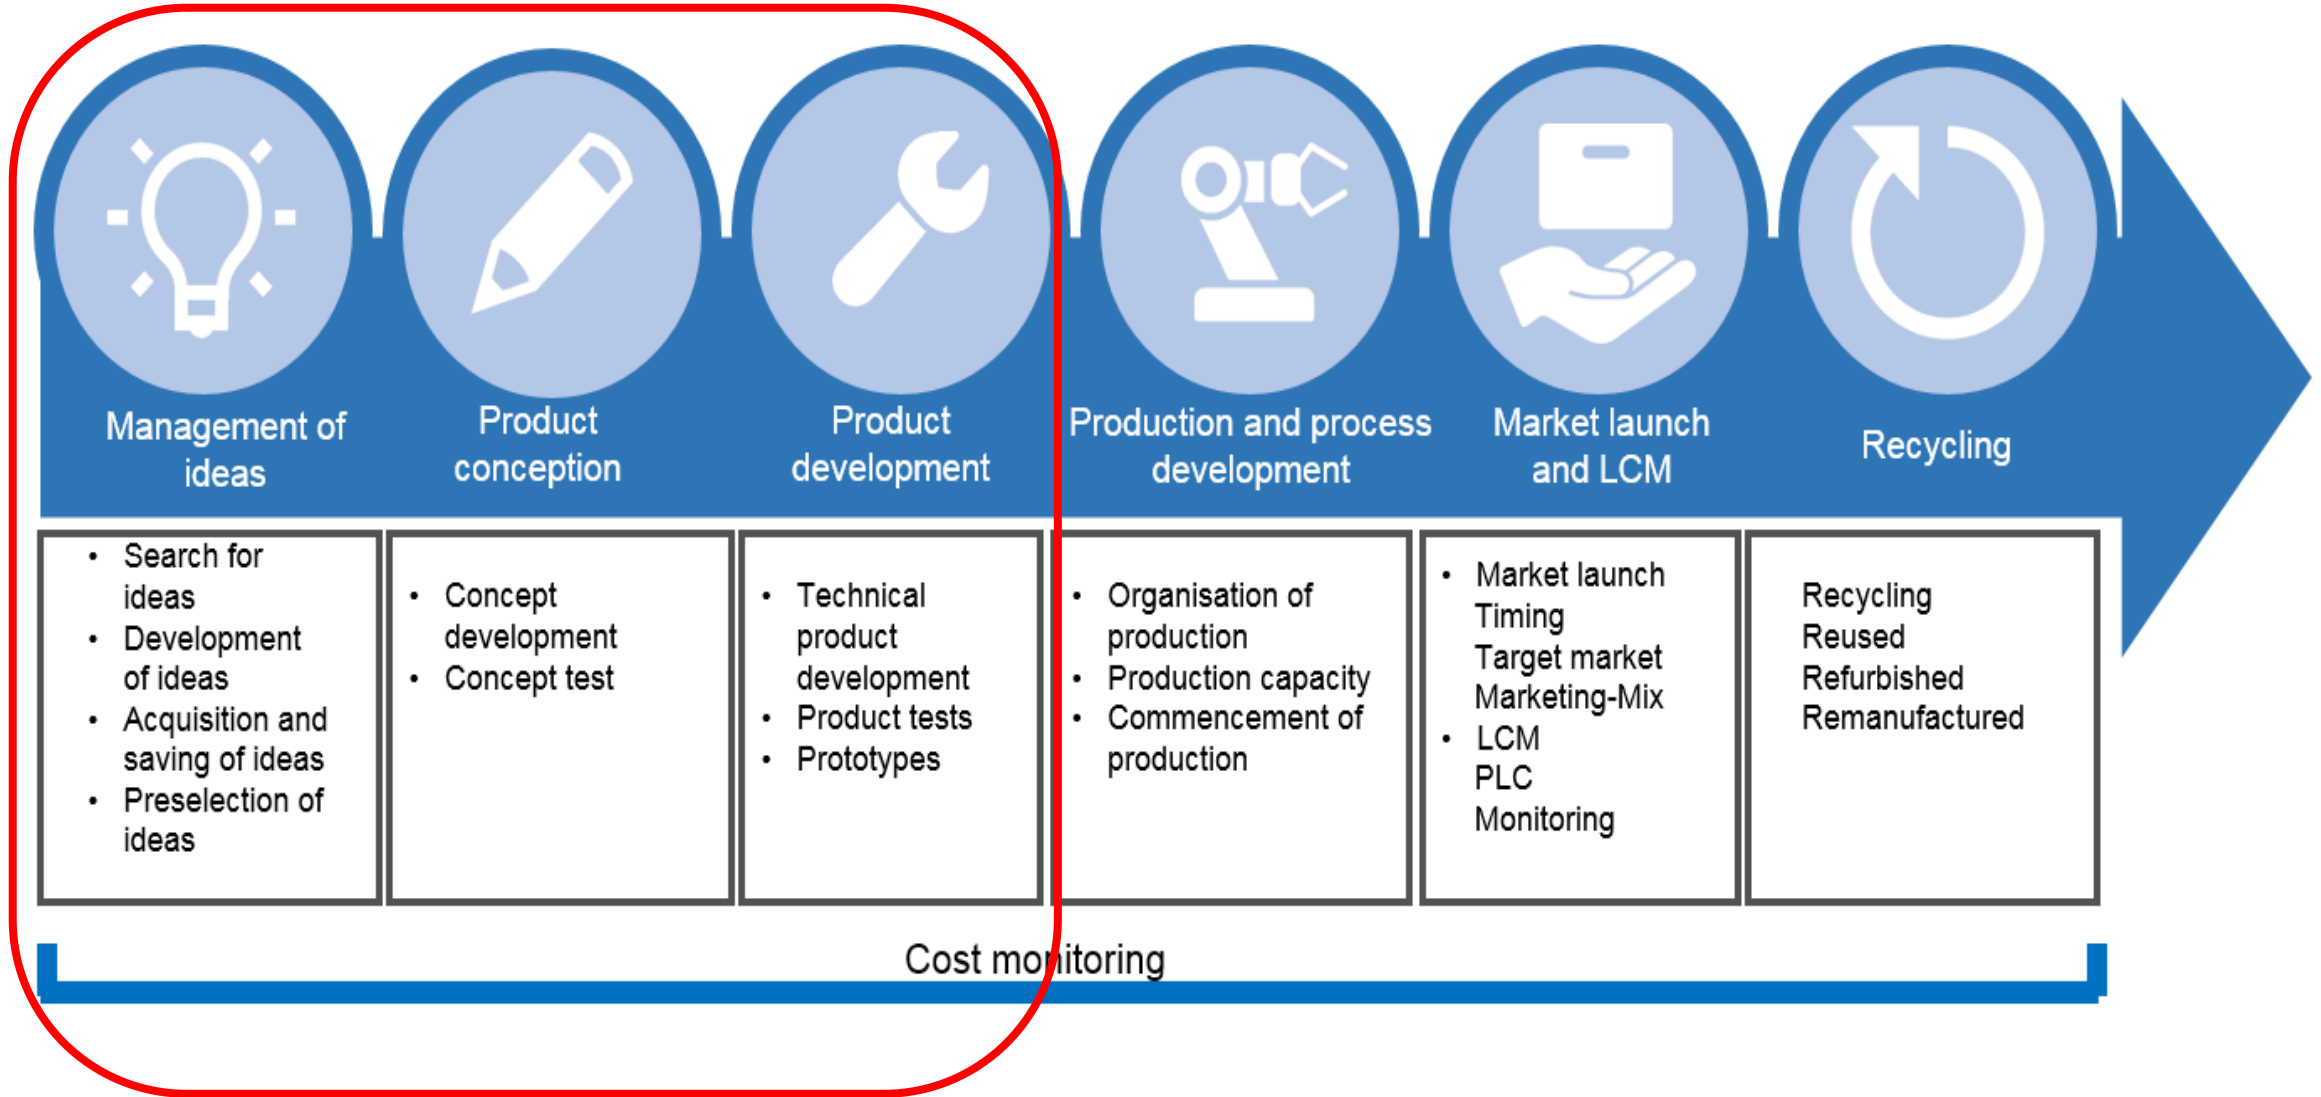 Management of
ideas
Product
conception
Product
development
Production and process
development
Market launch
and LCM
Recycling
• Search for
ideas
• Development
of ideas
• Acquisition and
saving of ideas
• Preselection of
ideas
• Concept
development
• Concept test
• Technical
product
development
• Product tests
• Prototypes
• Organisation of
production
• Production capacity
• Commencement of
production
• Market launch
Timing
Target market
Marketing-Mix
• LCM
PLC
Monitoring
Recycling
Reused
Refurbished
Remanufactured
Cost monitoring